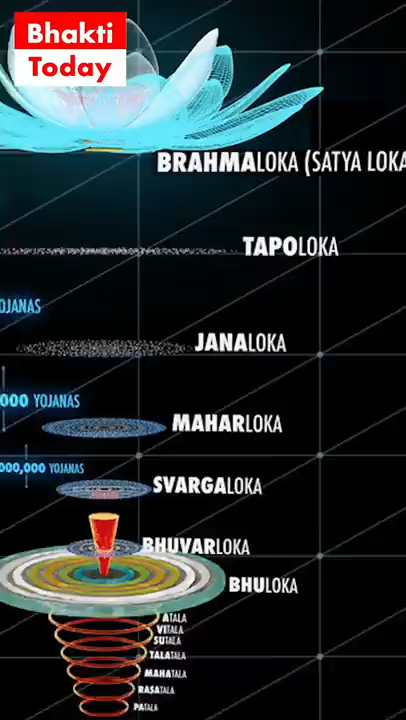 Bhakti
Today
BRAHMALOKA (SATYA LOKA
TAPOLOKA
OJANAS
JANALOKA
000 YOJANAS
MAHARLOKA
000,000 YOJANAS
SVARGALOKA
BHUVARLOKA
BHULOKA
ATALA
VITALA
SUTALA
TALATALA
MAHATALA
RASATALA
PATALA